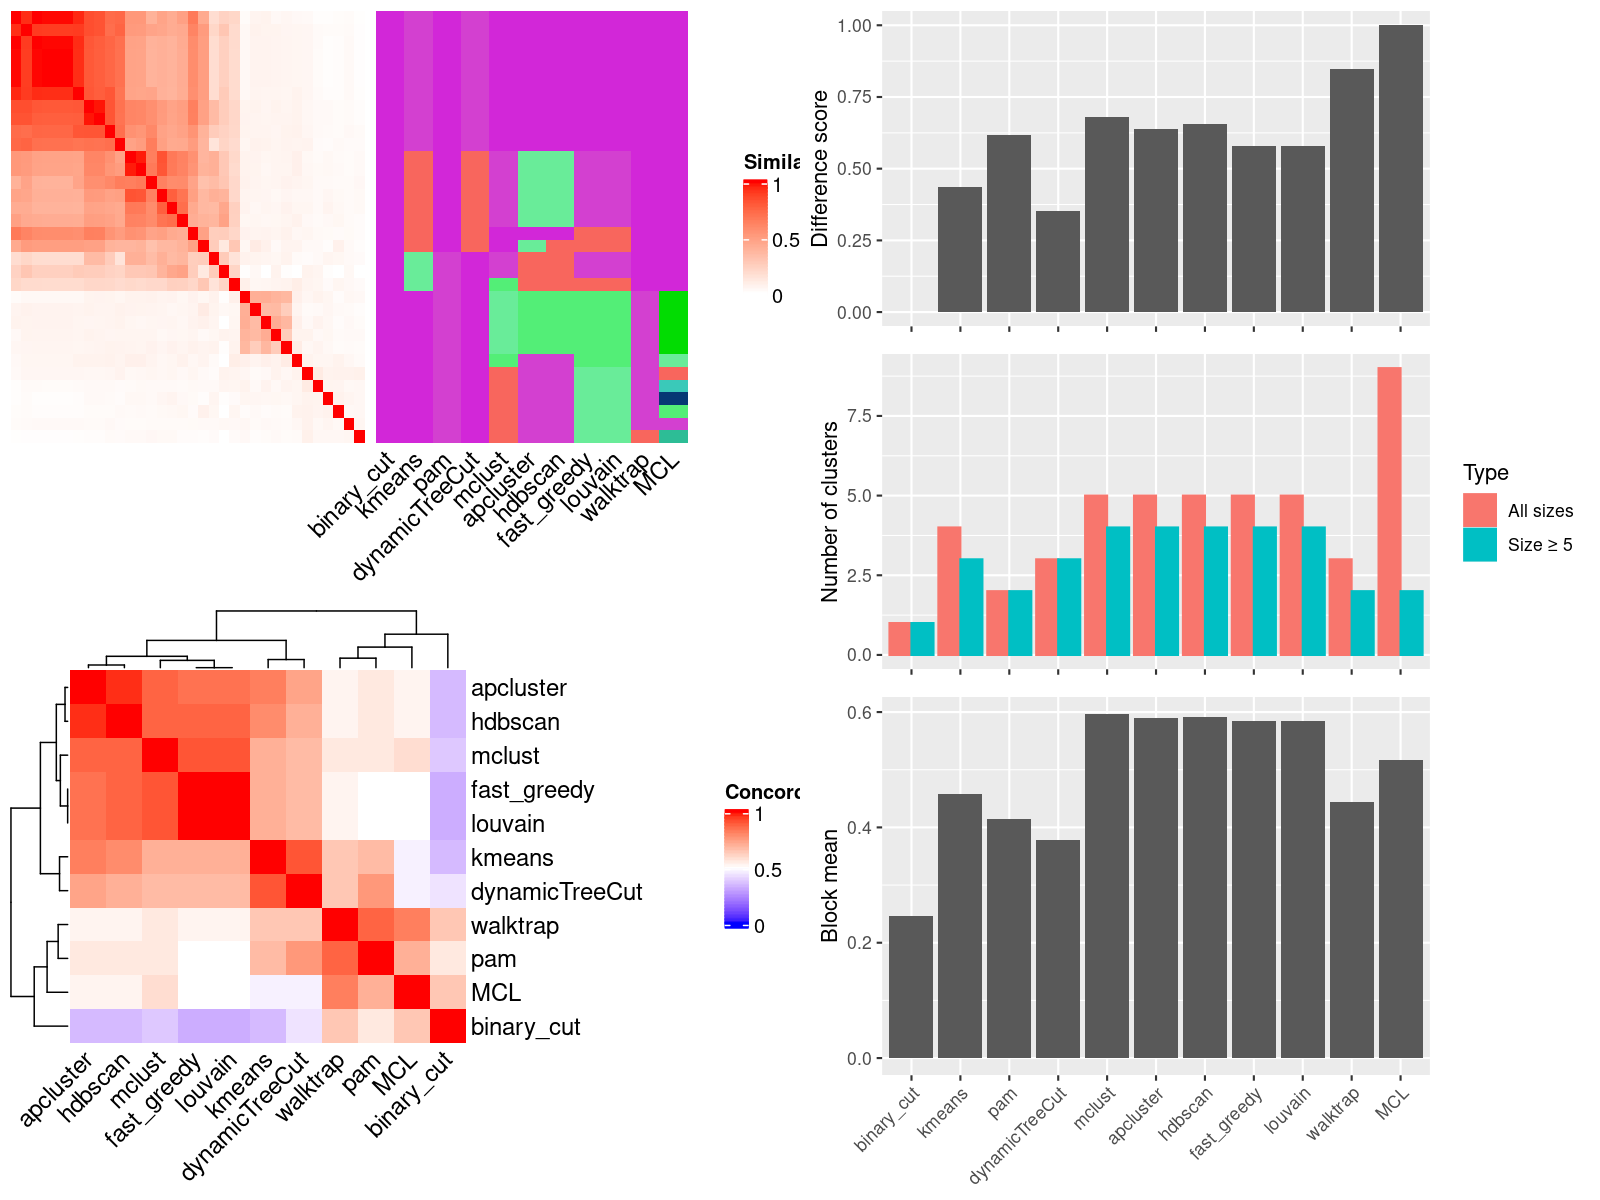 Simila
1
0.5
0
binary_cut
kmeans
pam
dynamicTreeCut
mclust
apcluster
hdbscan
fast_greedy
louvain
walktrap
MCL
apcluster
hdbscan
mclust
fast_greedy
louvain
kmeans
dynamicTreeCut
walktrap
pam
MCL
binary_cut
Concord
1
0.5
0
apcluster
hdbscan
mclust
fast_greedy
louvain
kmeans
dynamicTreeCut
walktrap
pam
MCL
binary_cut
Difference score
1.00
0.75
0.50
0.25
0.00
Number of clusters
7.5
5.0
2.5
0.0
Type
All sizes
Size ≥ 5
Block mean
0.6
0.4
0.2
0.0
binary_cut
kmeans
pam
dynamicTreeCut
mclust
apcluster
hdbscan
fast_greedy
louvain
walktrap
MCL